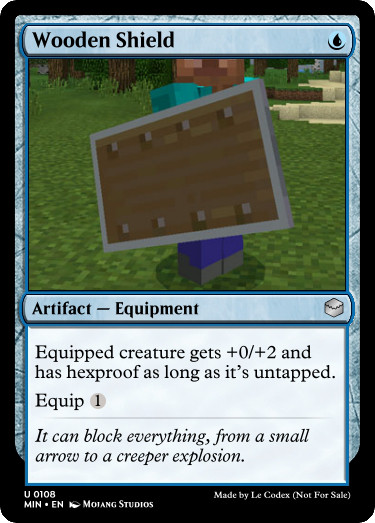 Wooden Shield
Artifact — Equipment
Equipped creature gets +0/+2 and
has hexproof as long as it's untapped.
Equip 1
It can block everything, from a small
arrow to a creeper explosion.
U 0108
MIN • EN Mojang Studios
Made by Le Codex (Not For Sale)